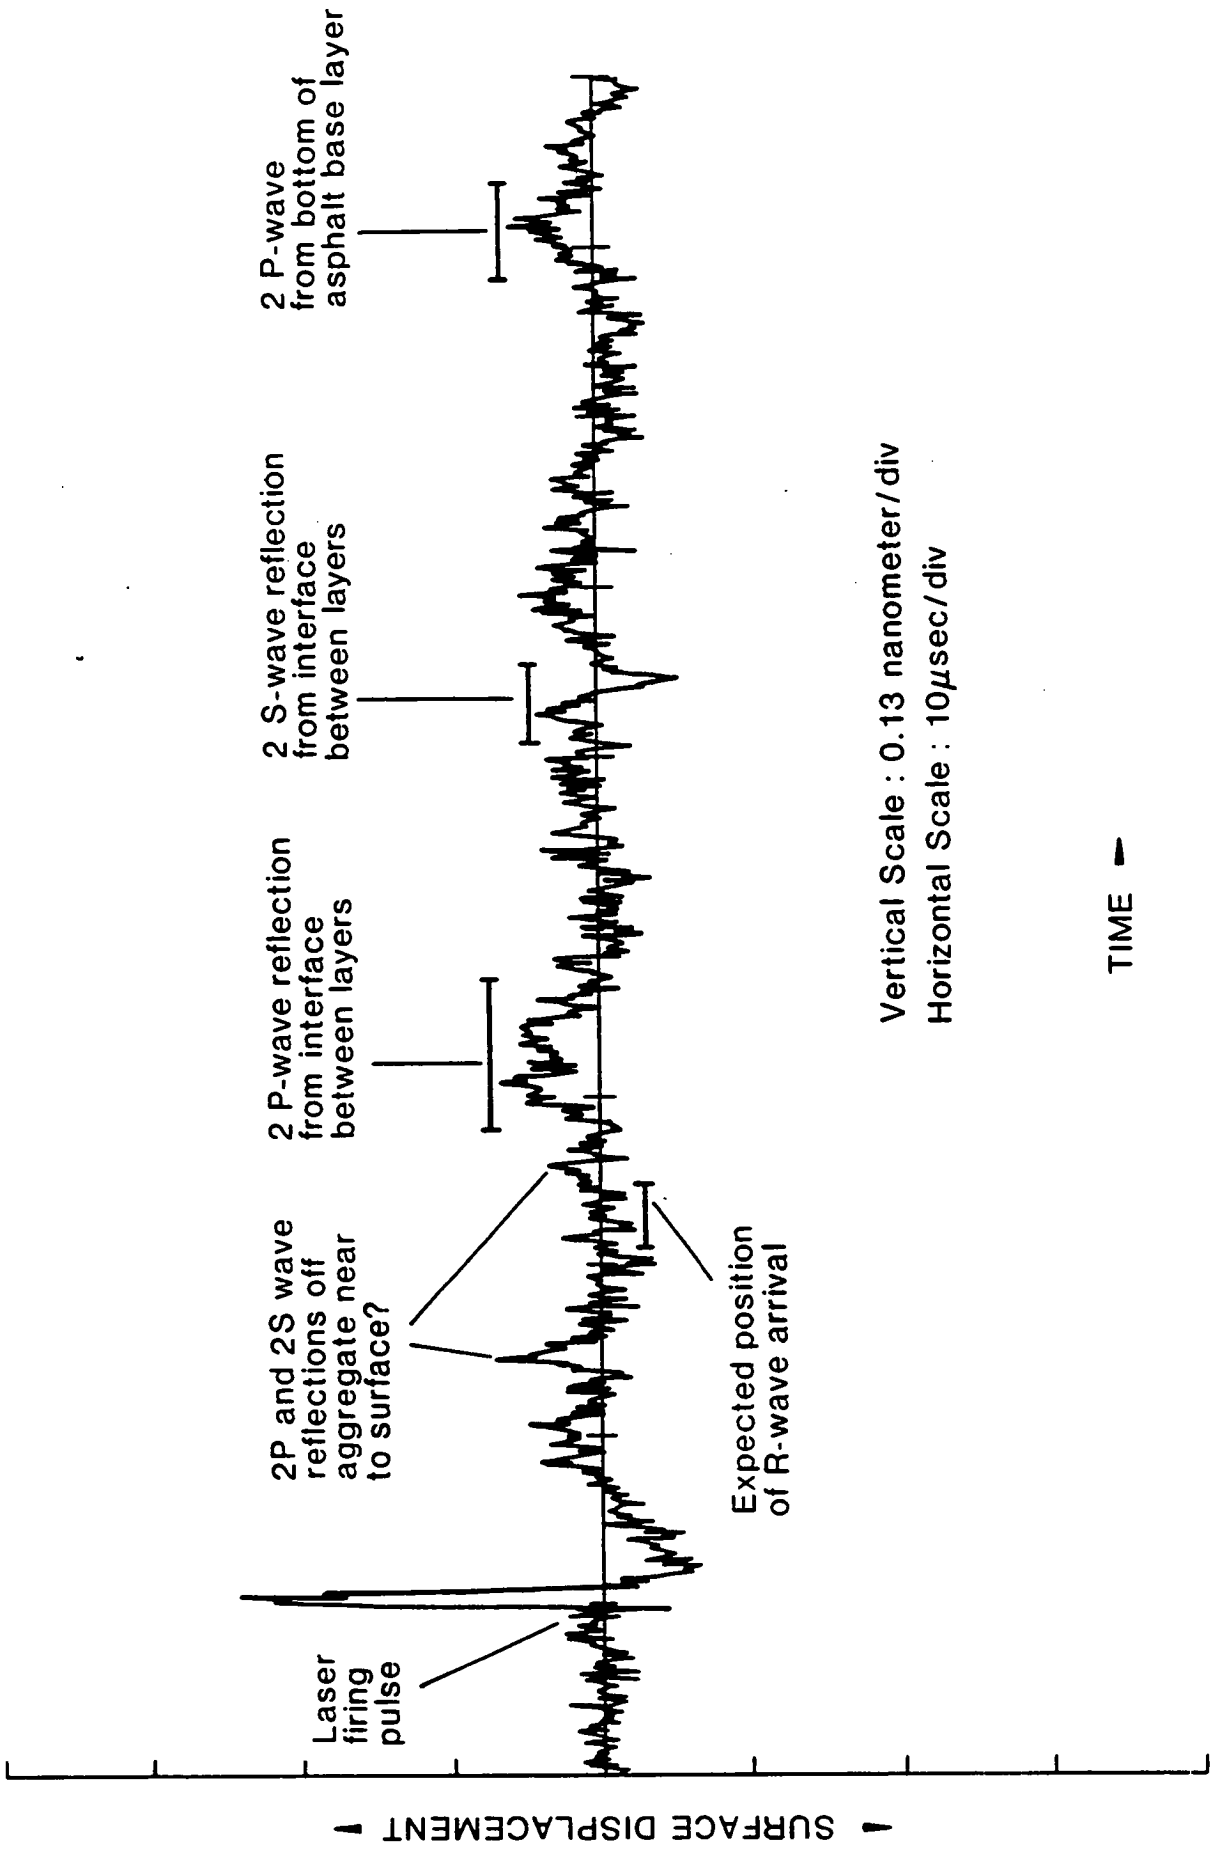 Laser
firing
pulse
2P and 2S wave
reflections off
aggregate near
to surface?
2 P-wave reflection
from interface
between layers
2 S-wave reflection
from interface
between layers
2 P-wave
from bottom of
asphalt base layer
Expected position
of R-wave arrival
Vertical Scale : 0.13 nanometer/div
Horizontal Scale : 10μsec/div
SURFACE DISPLACEMENT
TIME